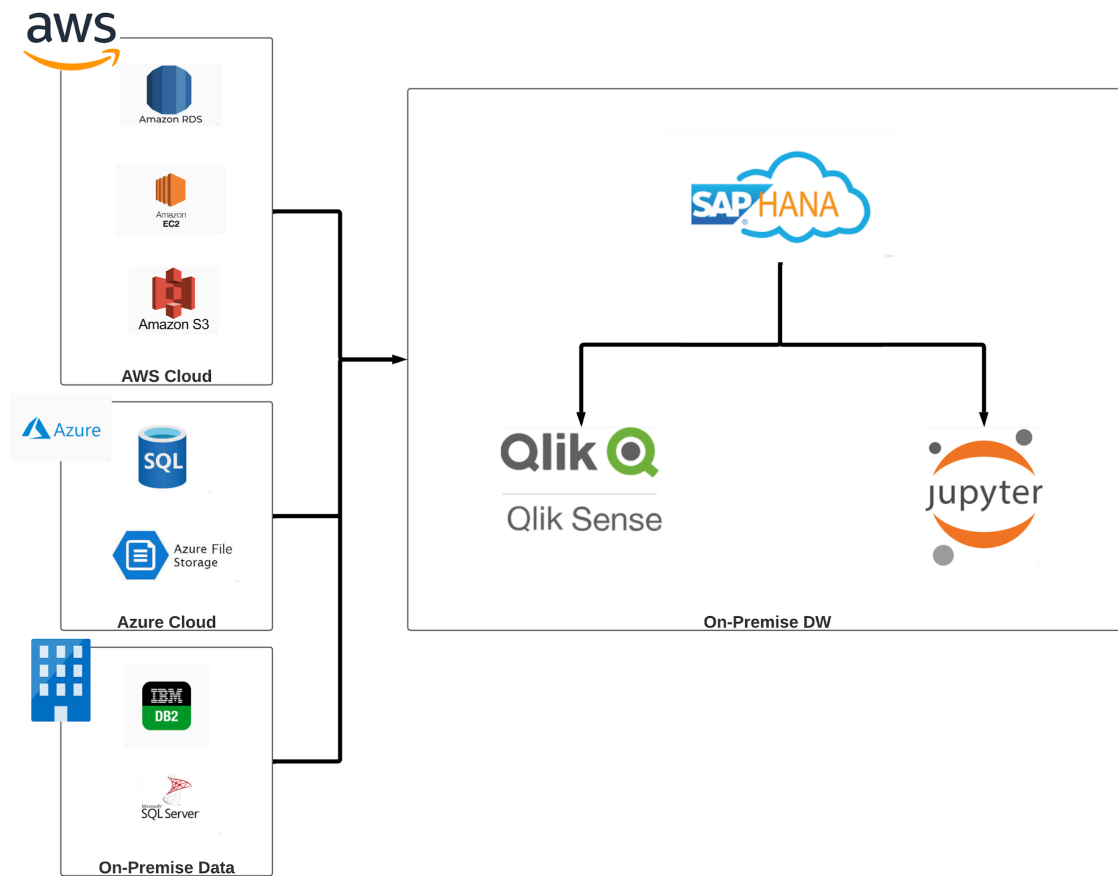 aws
Amazon RDS
Amazon
EC2
Amazon S3
AWS Cloud
Azure
SQL
Azure File
Storage
Azure Cloud
IBM
DB2
Microsoft
SQL Server
On-Premise Data
SAP HANA
Qlik
Qlik Sense
jupyter
On-Premise DW